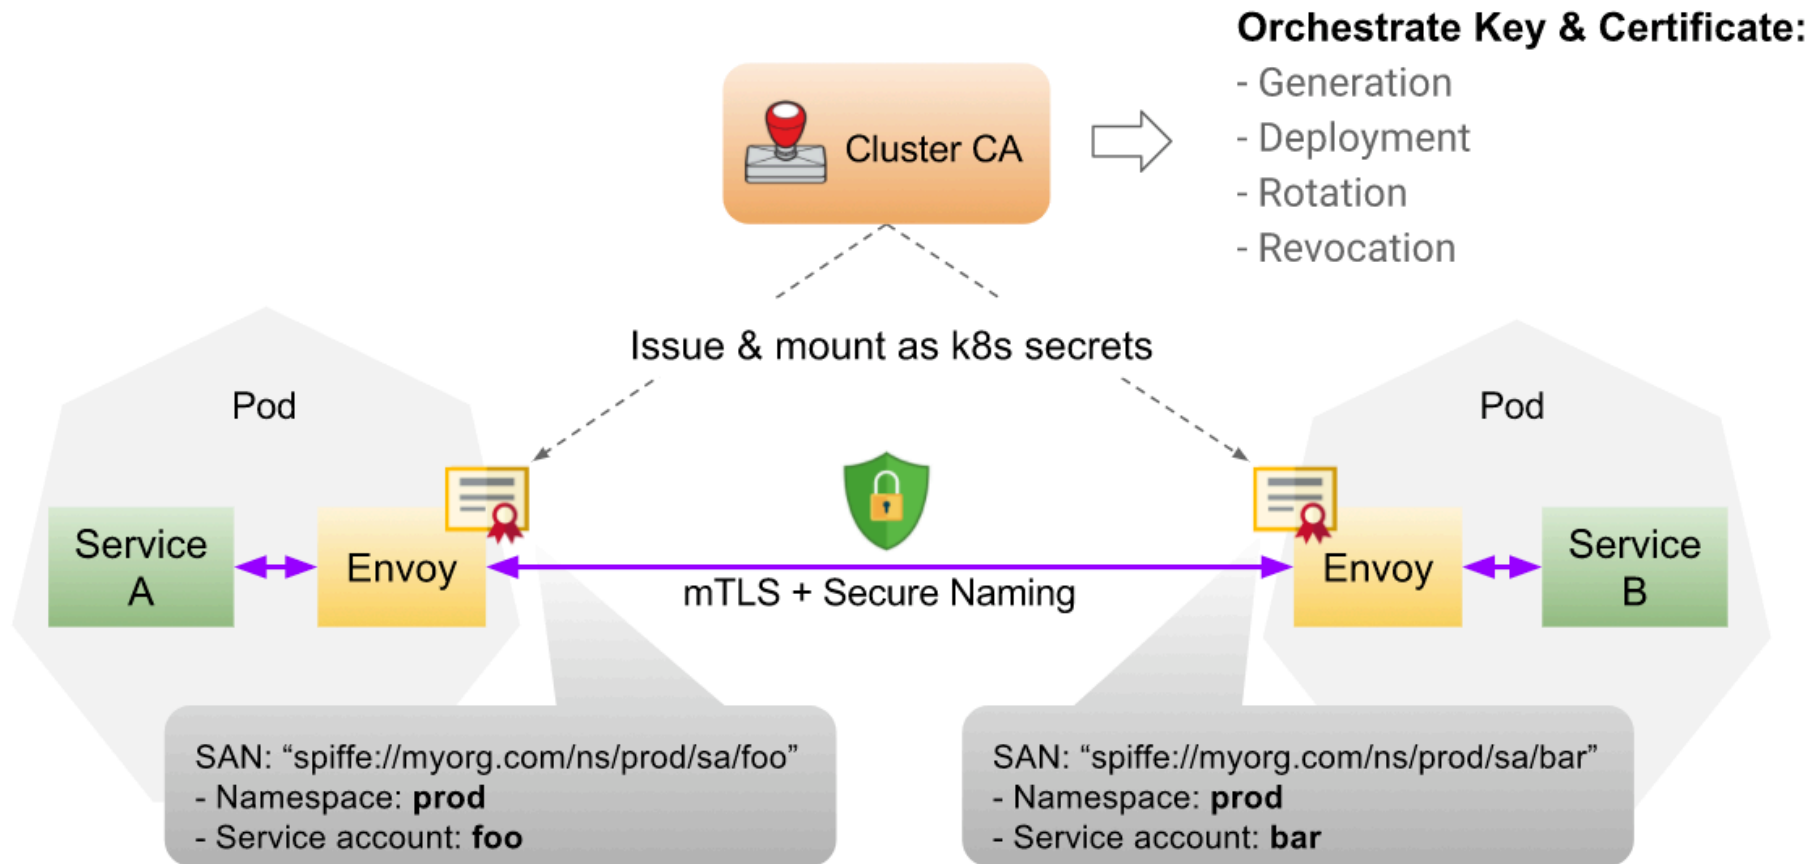 Orchestrate Key & Certificate:
- Generation
- Deployment
- Rotation
- Revocation
Cluster CA
Issue & mount as k8s secrets
Pod
Pod
Service
A
Envoy
mTLS + Secure Naming
Envoy
Service
B
SAN: “spiffe://myorg.com/ns/prod/sa/foo”
- Namespace: prod
- Service account: foo
SAN: “spiffe://myorg.com/ns/prod/sa/bar”
- Namespace: prod
- Service account: bar